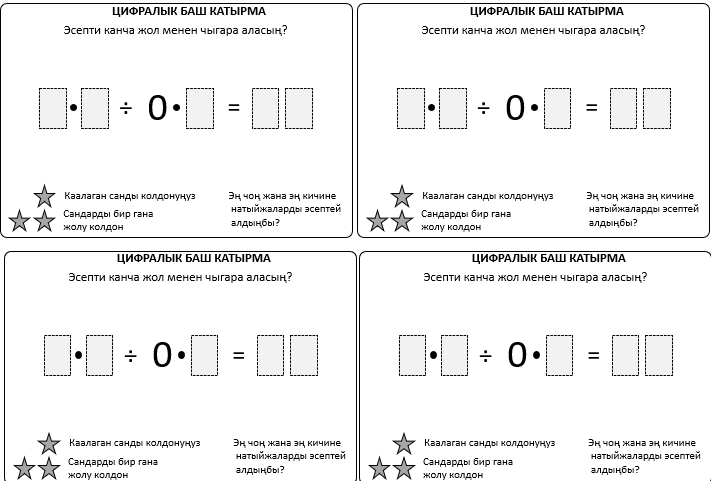 ЦИФРАЛЫК БАШ КАТЫРМА
Эсепти канча жол менен чыгара аласың?
• ÷ 0 • =
Каалаган санды колдонуңуз
Сандарды бир гана
жолу колдон
Эң чоң жана эң кичине
натыйжаларды эсептей
алдыңбы?
ЦИФРАЛЫК БАШ КАТЫРМА
Эсепти канча жол менен чыгара аласың?
• ÷ 0 • =
Каалаган санды колдонуңуз
Сандарды бир гана
жолу колдон
Эң чоң жана эң кичине
натыйжаларды эсептей
алдыңбы?
ЦИФРАЛЫК БАШ КАТЫРМА
Эсепти канча жол менен чыгара аласың?
• ÷ 0 • =
Каалаган санды колдонуңуз
Сандарды бир гана
жолу колдон
Эң чоң жана эң кичине
натыйжаларды эсептей
алдыңбы?
ЦИФРАЛЫК БАШ КАТЫРМА
Эсепти канча жол менен чыгара аласың?
• ÷ 0 • =
Каалаган санды колдонуңуз
Сандарды бир гана
жолу колдон
Эң чоң жана эң кичине
натыйжаларды эсептей
алдыңбы?